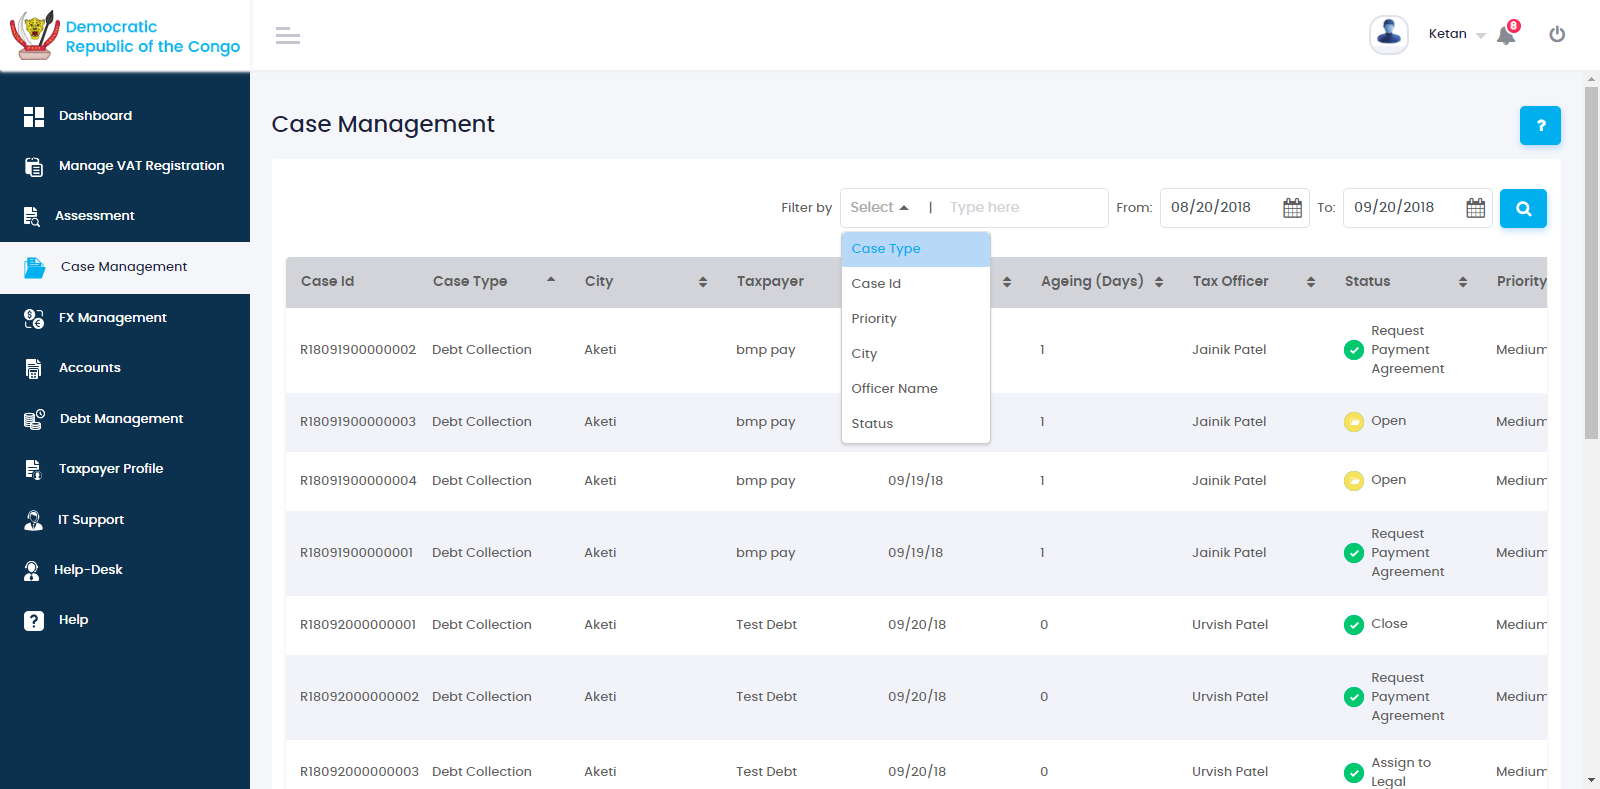 Democratic
Republic of the Congo
Ketan
8
Dashboard
Manage VAT Registration
Assessment
Case Management
FX Management
Accounts
Debt Management
Taxpayer Profile
IT Support
Help-Desk
Help
Case Management
?
Filter by Select | Type here From: 08/20/2018 To: 09/20/2018
Case Type
Case Id
Priority
City
Officer Name
Status
Case Id Case Type City Taxpayer Ageing (Days) Tax Officer Status Priority
R18091900000002 Debt Collection Aketi bmp pay 1 Jainik Patel Request Payment Agreement Medium
R18091900000003 Debt Collection Aketi bmp pay 1 Jainik Patel Open Medium
R18091900000004 Debt Collection Aketi bmp pay 09/19/18 1 Jainik Patel Open Medium
R18091900000001 Debt Collection Aketi bmp pay 09/19/18 1 Jainik Patel Request Payment Agreement Medium
R18092000000001 Debt Collection Aketi Test Debt 09/20/18 0 Urvish Patel Close Medium
R18092000000002 Debt Collection Aketi Test Debt 09/20/18 0 Urvish Patel Request Payment Agreement Medium
R18092000000003 Debt Collection Aketi Test Debt 09/20/18 0 Urvish Patel Assign to Legal Medium